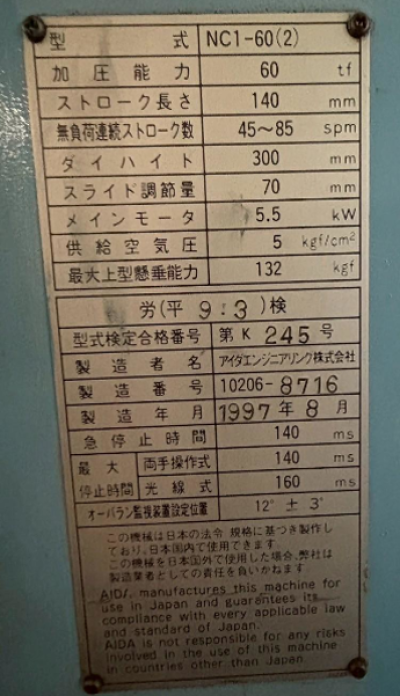 型式 NC1-60(2)
加圧能力 60 tf
ストローク長さ 140 mm
無負荷連続ストローク数 45〜85 spm
ダイハイト 300 mm
スライド調節量 70 mm
メインモータ 5.5 kW
供給空気圧 5 kgf/cm²
最大上型懸垂能力 132 kgf
労(平 9:3)検
型式検定合格番号 第 K 245 号
製造者名 アイダエンジニアリング株式会社
製造番号 10206-8716
製造年月 1997 年 8 月
急停止時間 140 ms
最大停止時間 両手操作式 140 ms
光線式 160 ms
オーバラン監視装置設定位置 12° ± 3°
この機械は日本の法令 規格に基づき製作し
ており、日本国内で使用できます。
この機械を日本国外で使用した場合、弊社は
製造業者としての責任を負いかねます。
AIDA manufactures this machine for
use in Japan and guarantees its
compliance with every applicable law
and standard of Japan.
AIDA is not responsible for any risks
involved in the use of this machine
in countries other than Japan.